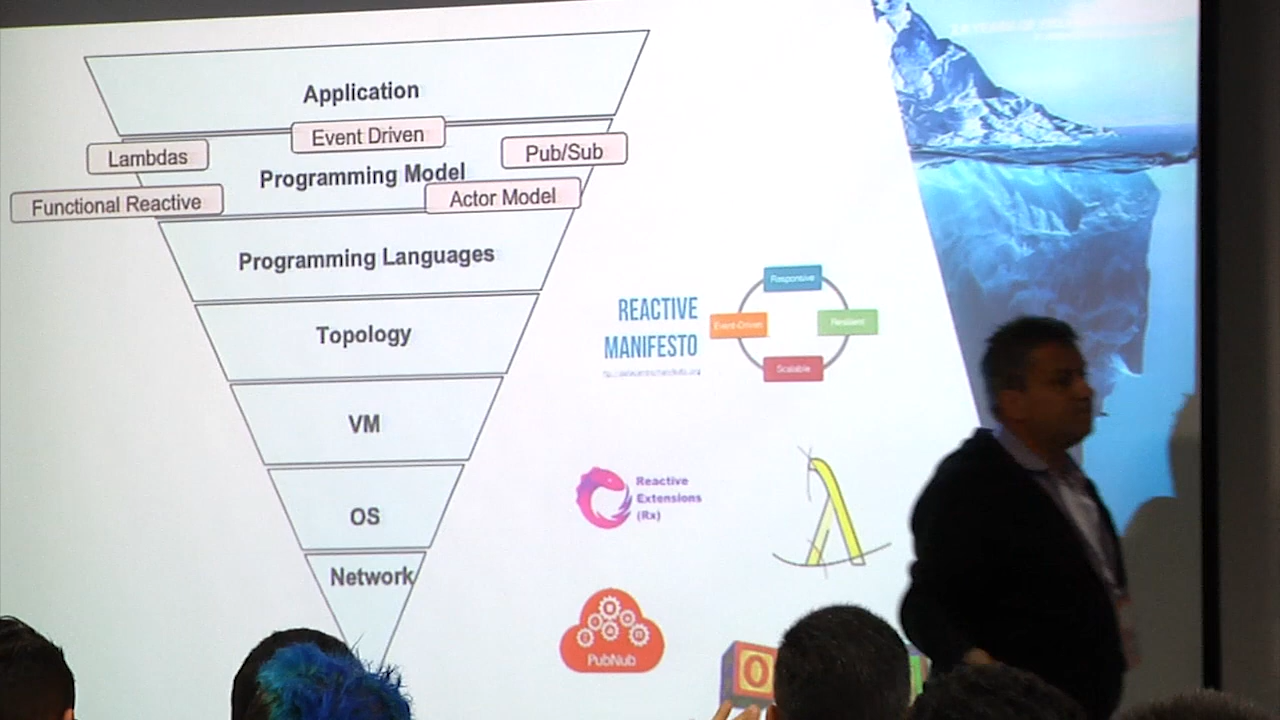 Application
Event Driven
Lambdas
Pub/Sub
Programming Model
Functional Reactive
Actor Model
Programming Languages
Topology
VM
OS
Network
REACTIVE
MANIFESTO
Responsive
Event-Driven
Resilient
Scalable
Reactive
Extensions
(Rx)
PubNub
O